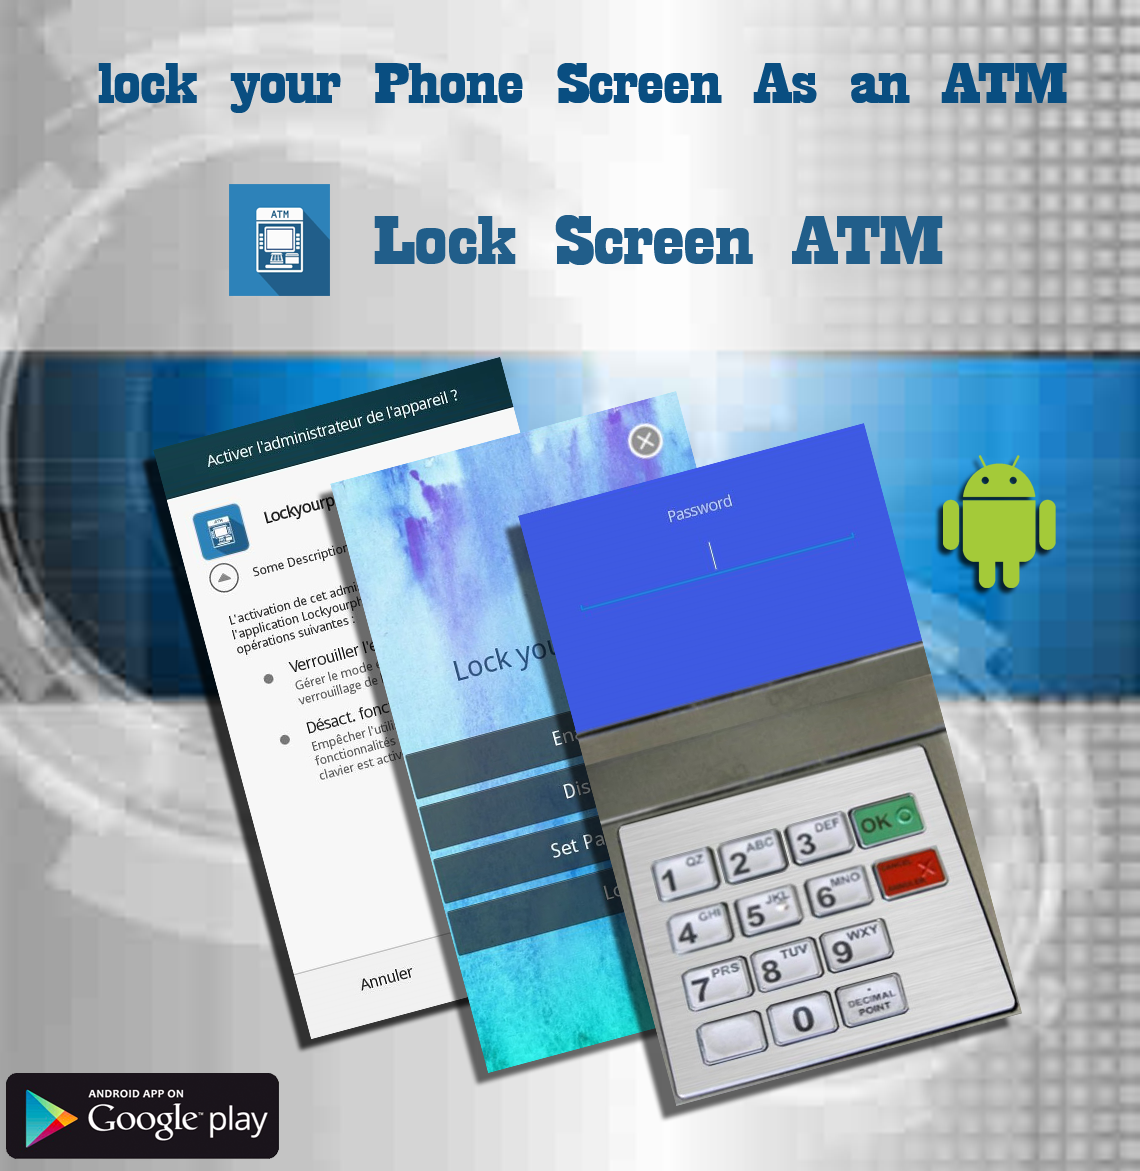 lock your Phone Screen As an ATM
ATM
Lock Screen ATM
Activer l'administrateur de l'appareil ?
Lockyourp
Some Description
L'activation de cet admi
l'application Lockyourph
opérations suivantes :
Verrouiller l'é
Gérer le mode
verrouillage de
Désact. fonc
Empêcher l'utili
fonctionnalités
clavier est activ
Annuler
Lock you
Ena
Dis
Set Pa
Lo
Password
1 QZ 2 ABC 3 DEF OK
4 GHI 5 JKL 6 MNO CANCEL
7 PRS 8 TUV 9 WXY
0 DECIMAL POINT
ANDROID APP ON
Google play